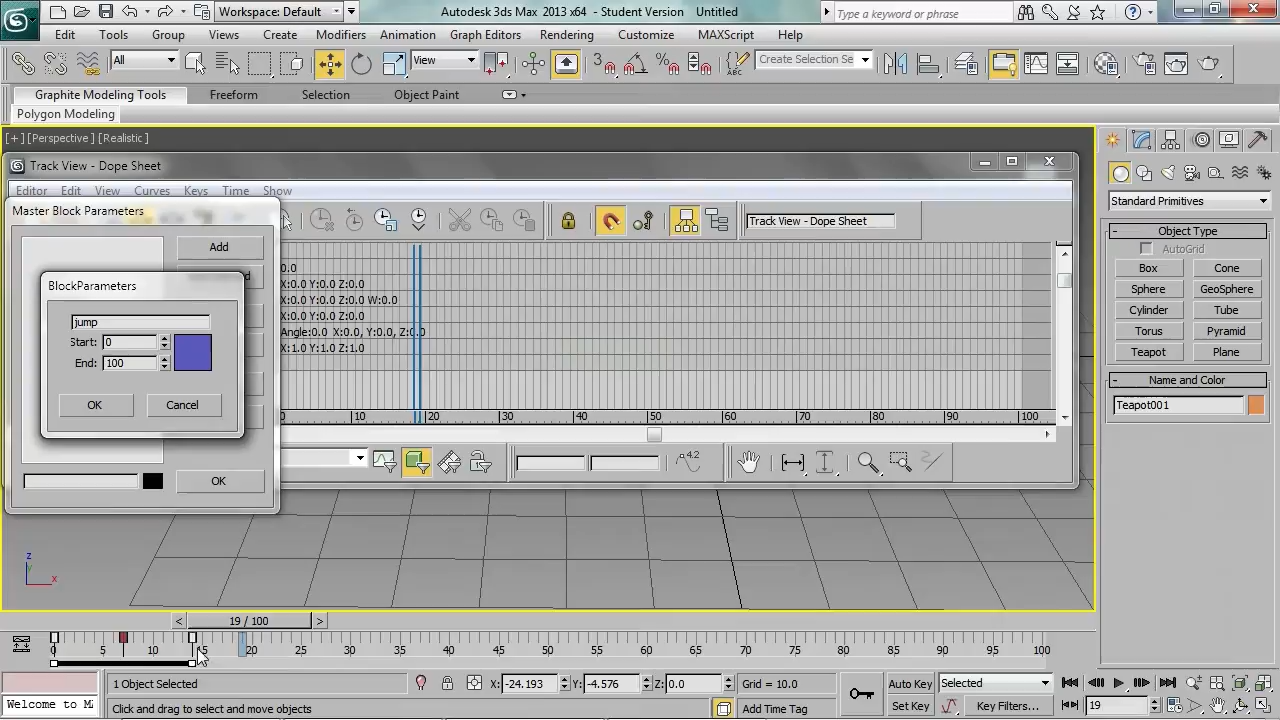 Workspace: Default
Autodesk 3ds Max 2013 x64 - Student Version Untitled
Type a keyword or phrase
Edit Tools Group Views Create Modifiers Animation Graph Editors Rendering Customize MAXScript Help
All
View
Create Selection Se
Graphite Modeling Tools Freeform Selection Object Paint
Polygon Modeling
[+] [Perspective] [Realistic]
Track View - Dope Sheet
Editor Edit View Curves Keys Time Show
Track View - Dope Sheet
Master Block Parameters
Add
BlockParameters
jump
Start: 0
End: 100
OK Cancel
OK
0.0
X:0.0 Y:0.0 Z:0.0
X:0.0 Y:0.0 Z:0.0 W:0.0
X:0.0 Y:0.0 Z:0.0
Angle:0.0 X:0.0, Y:0.0, Z:0.0
X:1.0 Y:1.0 Z:1.0
10 20 30 40 50 60 70 80 90 100
4.2
Standard Primitives
Object Type
AutoGrid
Box Cone
Sphere GeoSphere
Cylinder Tube
Torus Pyramid
Teapot Plane
Name and Color
Teapot001
z
x
19 / 100
0 5 10 15 20 25 30 35 40 45 50 55 60 65 70 75 80 85 90 95 100
1 Object Selected
X: -24.193 Y: -4.576 Z: 0.0
Grid = 10.0
Auto Key Selected
Welcome to M
Click and drag to select and move objects
Add Time Tag
Set Key Key Filters...
19